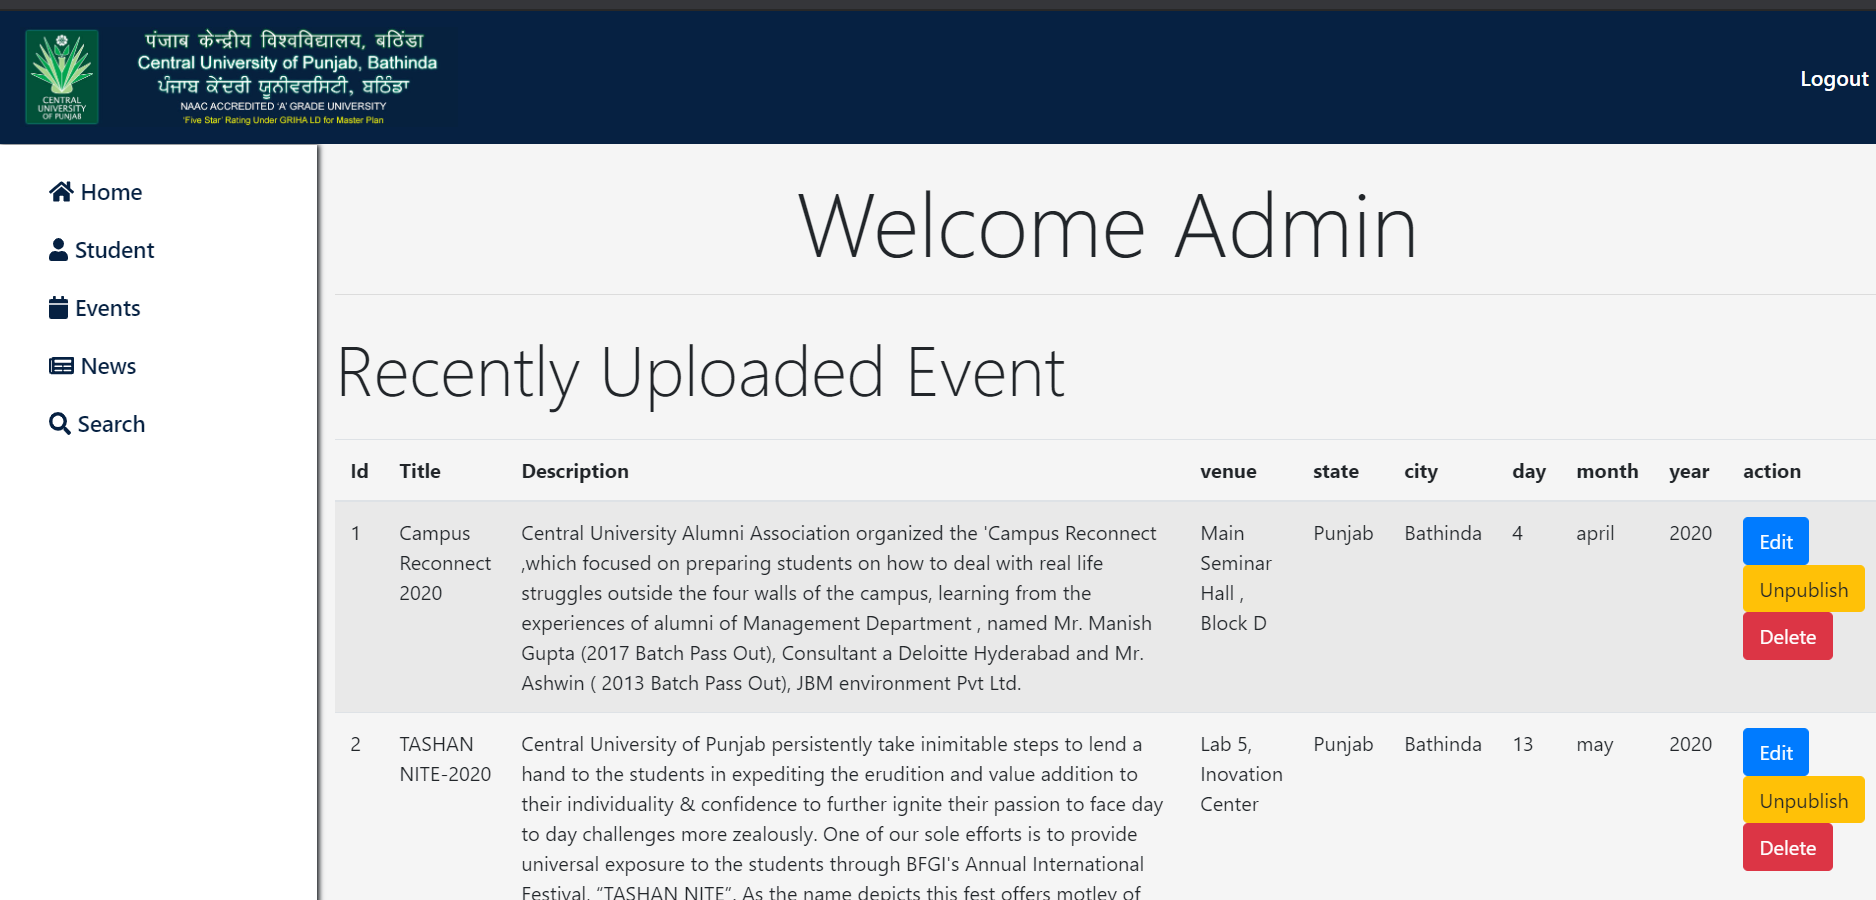 CENTRAL
UNIVERSITY
OF PUNJAB
पंजाब केन्द्रीय विश्वविद्यालय, बठिंडा
Central University of Punjab, Bathinda
ਪੰਜਾਬ ਕੇਂਦਰੀ ਯੂਨੀਵਰਸਿਟੀ, ਬਠਿੰਡਾ
NAAC ACCREDITED 'A' GRADE UNIVERSITY
'Five Star' Rating Under GRIHA LD for Master Plan
Logout
Home
Student
Events
News
Search
Welcome Admin
Recently Uploaded Event
Id Title Description venue state city day month year action
1
Campus
Reconnect
2020
Central University Alumni Association organized the 'Campus Reconnect
,which focused on preparing students on how to deal with real life
struggles outside the four walls of the campus, learning from the
experiences of alumni of Management Department , named Mr. Manish
Gupta (2017 Batch Pass Out), Consultant a Deloitte Hyderabad and Mr.
Ashwin ( 2013 Batch Pass Out), JBM environment Pvt Ltd.
Main
Seminar
Hall ,
Block D
Punjab
Bathinda
4
april
2020
Edit
Unpublish
Delete
2
TASHAN
NITE-2020
Central University of Punjab persistently take inimitable steps to lend a
hand to the students in expediting the erudition and value addition to
their individuality & confidence to further ignite their passion to face day
to day challenges more zealously. One of our sole efforts is to provide
universal exposure to the students through BFGI's Annual International
Festival, “TASHAN NITE”. As the name depicts this fest offers motley of
Lab 5,
Inovation
Center
Punjab
Bathinda
13
may
2020
Edit
Unpublish
Delete